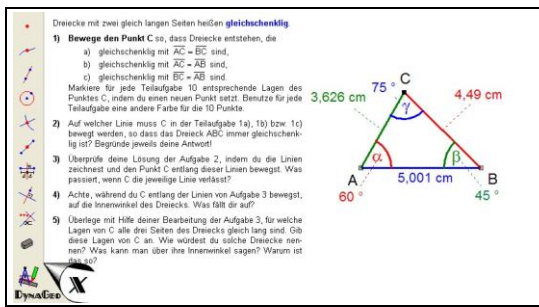 Dreiecke mit zwei gleich langen Seiten heißen gleichschenklig.
1) Bewege den Punkt C so, dass Dreiecke entstehen, die
a) gleichschenklig mit AC = BC sind,
b) gleichschenklig mit AC = AB sind,
c) gleichschenklig mit BC = AB sind.
Markiere für jede Teilaufgabe 10 entsprechende Lagen des
Punktes C, indem du einen neuen Punkt setzt. Benutze für jede
Teilaufgabe eine andere Farbe für die 10 Punkte.
2) Auf welcher Linie muss C in der Teilaufgabe 1a), 1b) bzw. 1c)
bewegt werden, so dass das Dreieck ABC immer gleichschenk-
lig ist? Begründe jeweils deine Antwort!
3) Überprüfe deine Lösung der Aufgabe 2, indem du die Linien
zeichnest und den Punkt C entlang dieser Linien bewegst. Was
passiert, wenn C die jeweilige Linie verlässt?
4) Achte, während du C entlang der Linien von Aufgabe 3 bewegst,
auf die Innenwinkel des Dreiecks. Was fällt dir auf?
5) Überlege mit Hilfe deiner Bearbeitung der Aufgabe 3, für welche
Lagen von C alle drei Seiten des Dreiecks gleich lang sind. Gib
diese Lagen von C an. Wie würdest du solche Dreiecke nen-
nen? Was kann man über ihre Innenwinkel sagen? Warum ist
das so?
C
75 °
γ
3,626 cm
4,49 cm
α
β
A
B
5,001 cm
60 °
45 °
X
DynaGeo